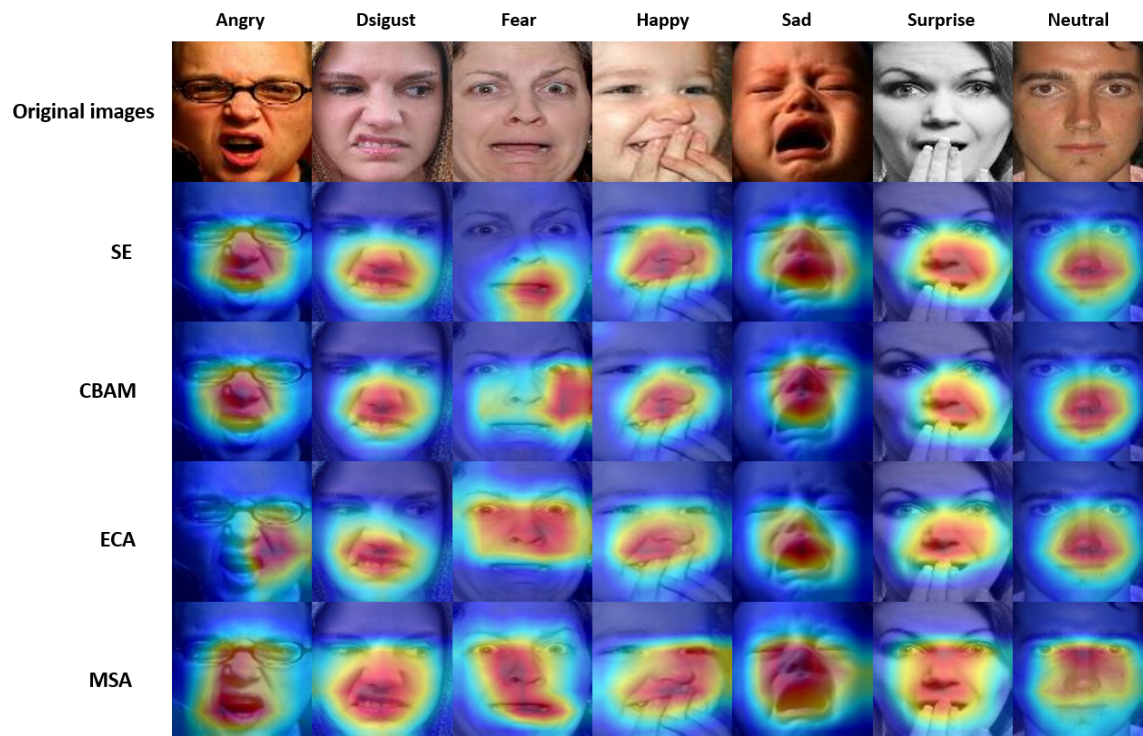 Angry Dsigust Fear Happy Sad Surprise Neutral
Original images
SE
CBAM
ECA
MSA